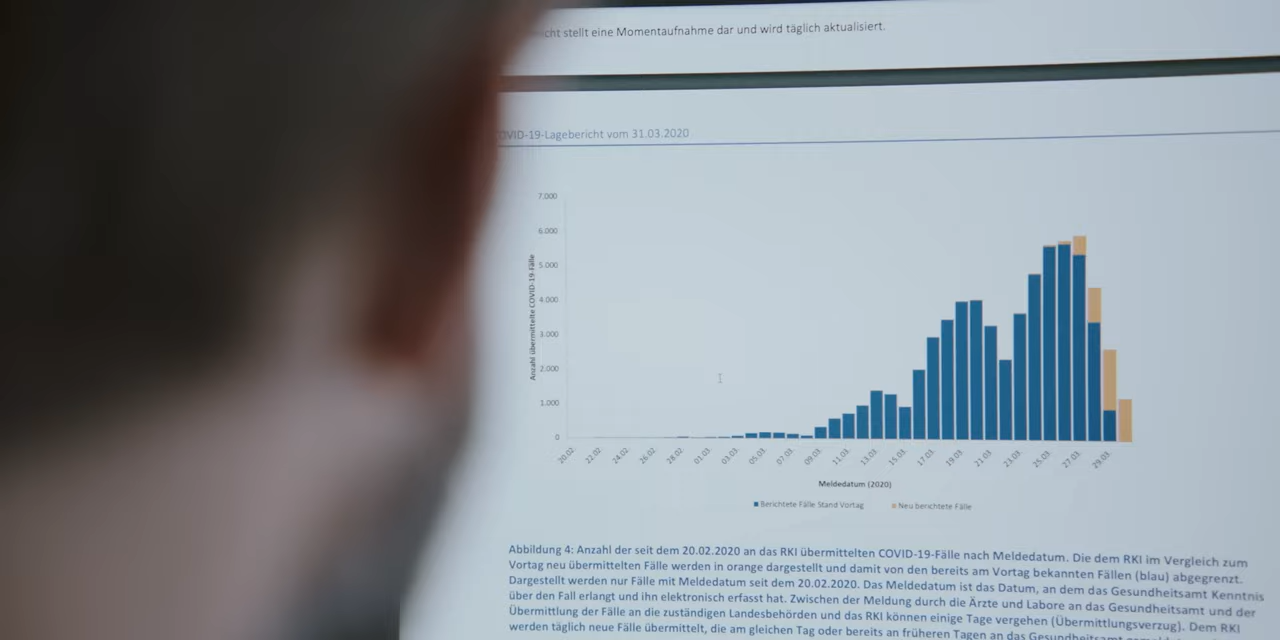 stellt eine Momentaufnahme dar und wird täglich aktualisiert.
COVID-19-Lagebericht vom 31.03.2020
7.000
6.000
5.000
4.000
3.000
2.000
1.000
0
Anzahl übermittelte COVID-19-Fälle
20.02. 22.02. 24.02. 26.02. 28.02. 01.03. 03.03. 05.03. 07.03. 09.03. 11.03. 13.03. 15.03. 17.03. 19.03. 21.03. 23.03. 25.03. 27.03. 29.03.
Meldedatum (2020)
Berichtete Fälle Stand Vortag Neu berichtete Fälle
Abbildung 4: Anzahl der seit dem 20.02.2020 an das RKI übermittelten COVID-19-Fälle nach Meldedatum. Die dem RKI im Vergleich zum
Vortag neu übermittelten Fälle werden in orange dargestellt und damit von den bereits am Vortag bekannten Fällen (blau) abgegrenzt.
Dargestellt werden nur Fälle mit Meldedatum seit dem 20.02.2020. Das Meldedatum ist das Datum, an dem das Gesundheitsamt Kenntnis
über den Fall erlangt und ihn elektronisch erfasst hat. Zwischen der Meldung durch die Ärzte und Labore an das Gesundheitsamt und der
Übermittlung der Fälle an die zuständigen Landesbehörden und das RKI können einige Tage vergehen (Übermittlungsverzug). Dem RKI
werden täglich neue Fälle übermittelt, die am gleichen Tag oder bereits an früheren Tagen an das Gesundheitsamt